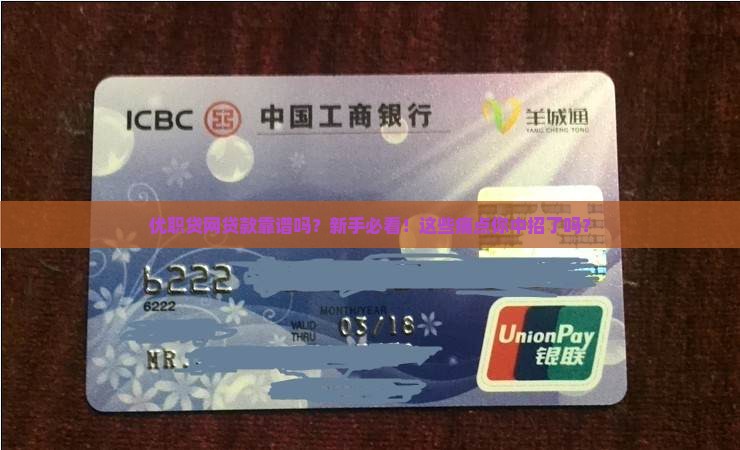 ICBC 中国工商银行 羊城通
YANG CHENG TONG
优职贷网贷款靠谱吗？新手必看！这些痛点你中招了吗？
6222
6222
MONTH/YEAR
VALID THRU 03/18
MR.
UnionPay
银联